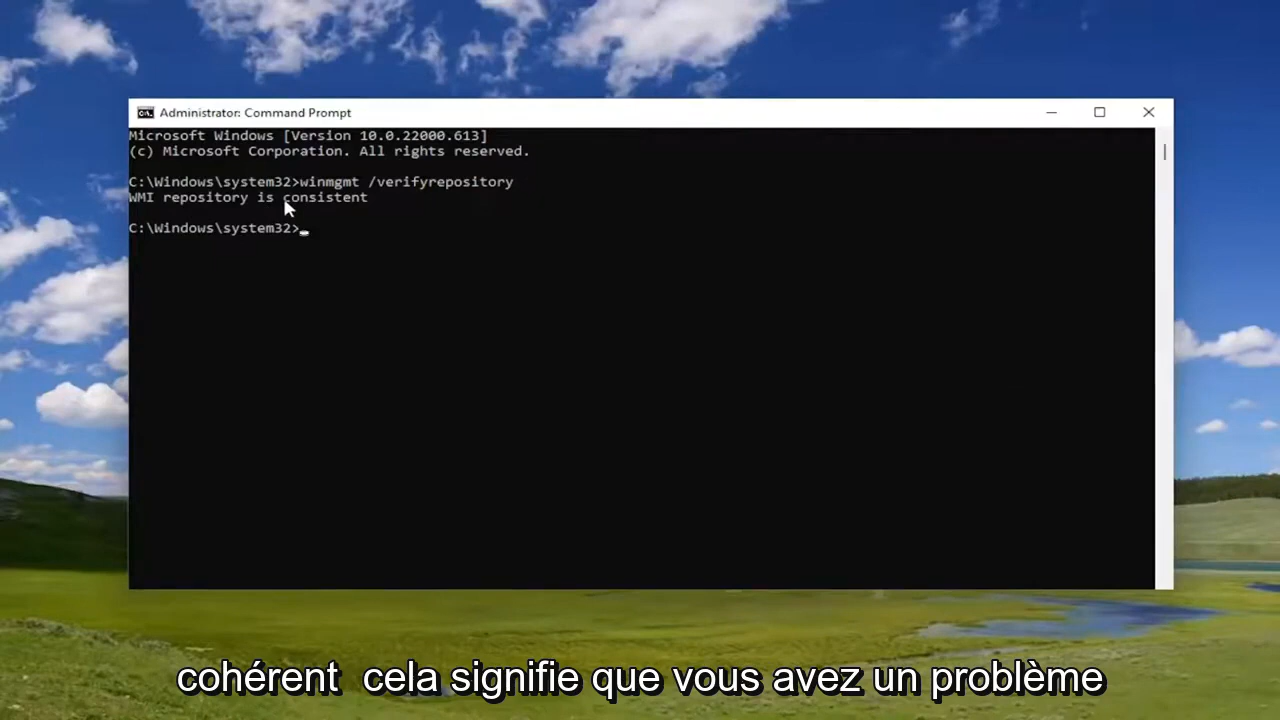 Administrator: Command Prompt
Microsoft Windows [Version 10.0.22000.613]
(c) Microsoft Corporation. All rights reserved.
C:\Windows\system32>winmgmt /verifyrepository
WMI repository is consistent
C:\Windows\system32>
cohérent cela signifie que vous avez un problème